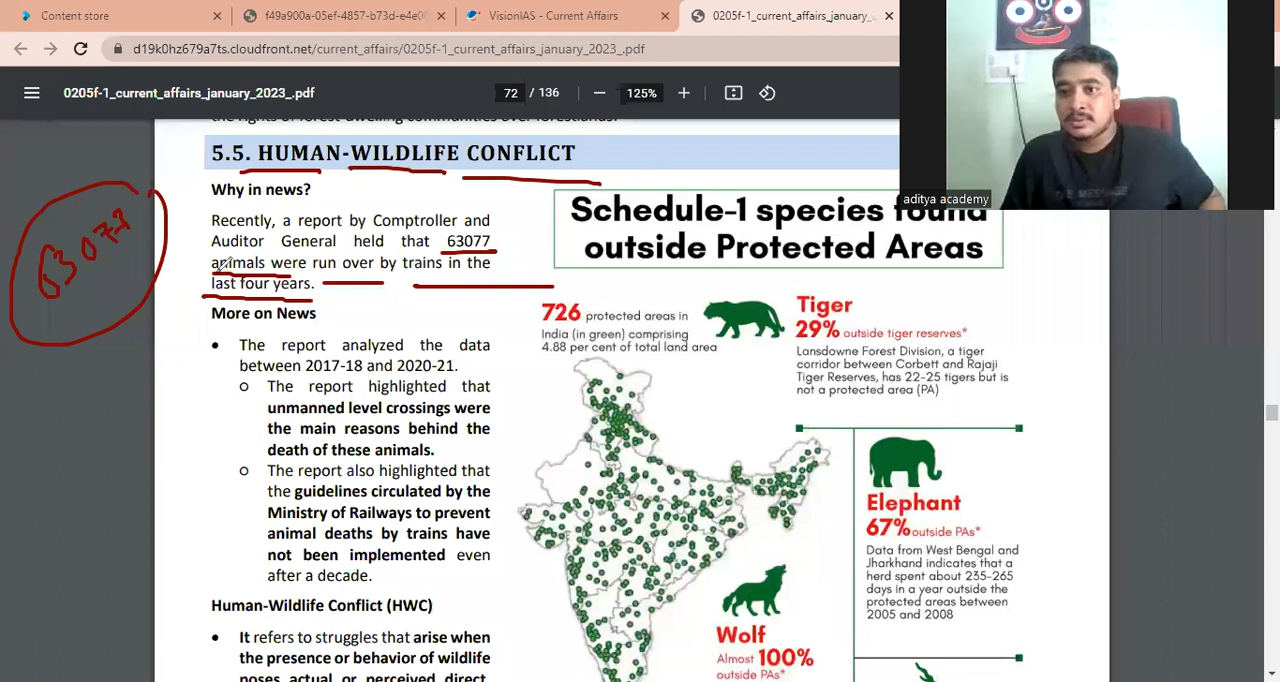 Content store
f49a900a-05ef-4857-b73d-e4e0
VisionIAS - Current Affairs
0205f-1_current_affairs_january_
d19k0hz679a7ts.cloudfront.net/current_affairs/0205f-1_current_affairs_january_2023_.pdf
0205f-1_current_affairs_january_2023_.pdf
72 / 136
125%
aditya academy
5.5. HUMAN-WILDLIFE CONFLICT
Why in news?
Recently, a report by Comptroller and
Auditor General held that 63077
animals were run over by trains in the
last four years.
63077
More on News
• The report analyzed the data
between 2017-18 and 2020-21.
o The report highlighted that
unmanned level crossings were
the main reasons behind the
death of these animals.
o The report also highlighted that
the guidelines circulated by the
Ministry of Railways to prevent
animal deaths by trains have
not been implemented even
after a decade.
Human-Wildlife Conflict (HWC)
• It refers to struggles that arise when
the presence or behavior of wildlife
poses actual or perceived direct,
Schedule-1 species found
outside Protected Areas
726 protected areas in
India (in green) comprising
4.88 per cent of total land area
Tiger
29% outside tiger reserves*
Lansdowne Forest Division, a tiger
corridor between Corbett and Rajaji
Tiger Reserves, has 22-25 tigers but is
not a protected area (PA)
Elephant
67% outside PAs*
Data from West Bengal and
Jharkhand indicates that a
herd spent about 235-265
days in a year outside the
protected areas between
2005 and 2008
Wolf
Almost 100%
outside PAs*